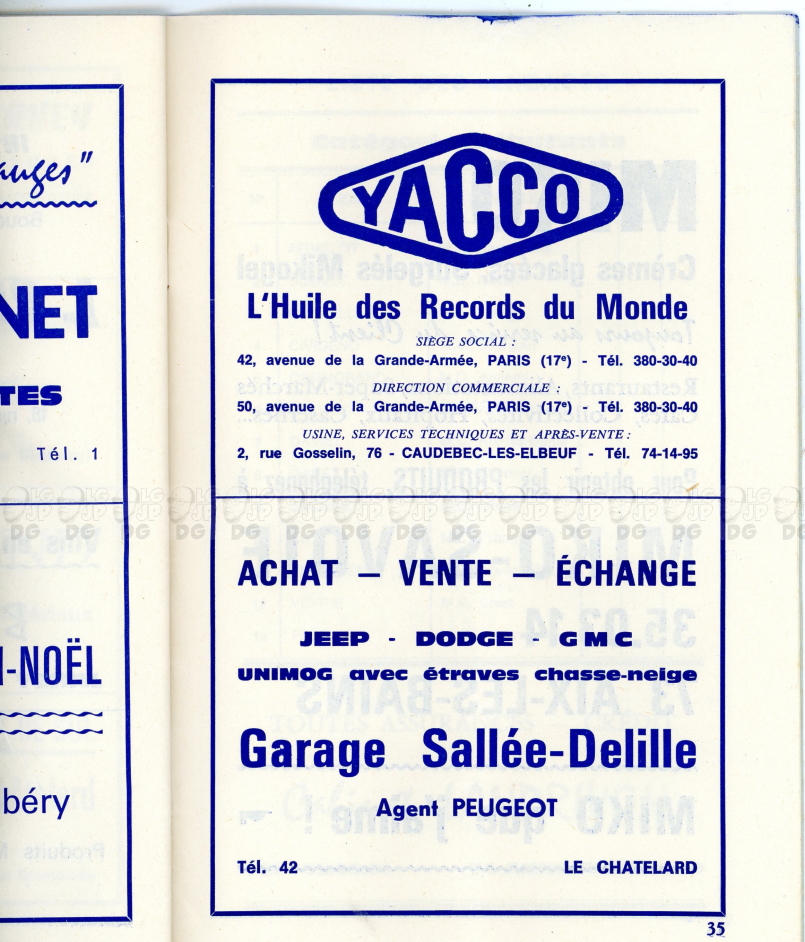 auges"
NET
TES
Tél. 1
-NOËL
béry
YACCO
L'Huile des Records du Monde
SIÈGE SOCIAL :
42, avenue de la Grande-Armée, PARIS (17e) - Tél. 380-30-40
DIRECTION COMMERCIALE :
50, avenue de la Grande-Armée, PARIS (17e) - Tél. 380-30-40
USINE, SERVICES TECHNIQUES ET APRÈS-VENTE :
2, rue Gosselin, 76 - CAUDEBEC-LES-ELBEUF - Tél. 74-14-95
ACHAT — VENTE — ÉCHANGE
JEEP - DODGE - GMC
UNIMOG avec étraves chasse-neige
Garage Sallée-Delille
Agent PEUGEOT
Tél. 42 LE CHATELARD
35